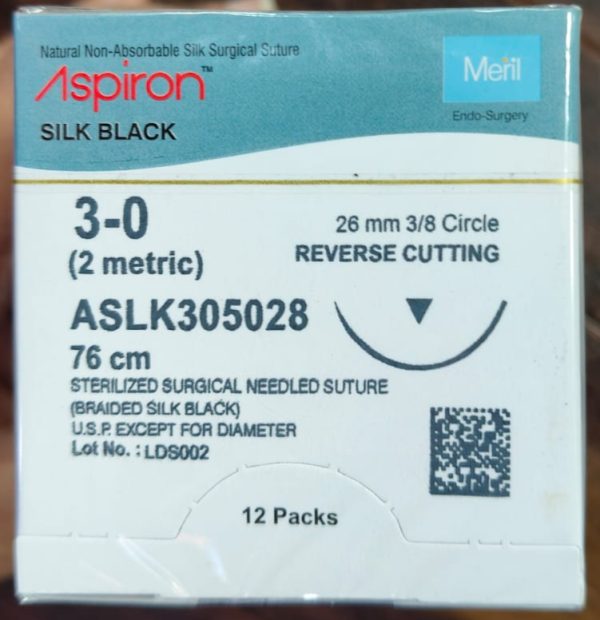 Natural Non-Absorbable Silk Surgical Suture
Aspiron™
SILK BLACK
Meril
Endo-Surgery
3-0
(2 metric)
26 mm 3/8 Circle
REVERSE CUTTING
ASLK305028
76 cm
STERILIZED SURGICAL NEEDLED SUTURE
(BRAIDED SILK BLACK)
U.S.P. EXCEPT FOR DIAMETER
Lot No. : LDS002
12 Packs